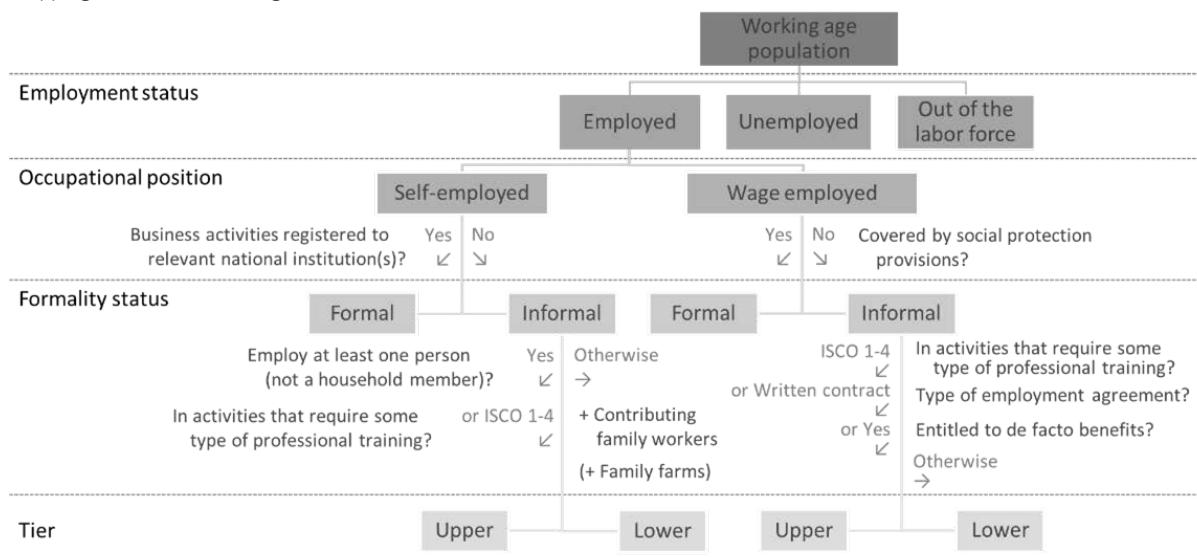 Working age
population
Employment status
Employed
Unemployed
Out of the
labor force
Occupational position
Self-employed
Wage employed
Business activities registered to
relevant national institution(s)?
Yes
No
Yes
No
Covered by social protection
provisions?
Formality status
Formal
Informal
Formal
Informal
Employ at least one person
(not a household member)?
Yes
Otherwise
In activities that require some
type of professional training?
or ISCO 1-4
+ Contributing
family workers
(+ Family farms)
ISCO 1-4
In activities that require some
type of professional training?
or Written contract
Type of employment agreement?
or Yes
Entitled to de facto benefits?
Otherwise
Tier
Upper
Lower
Upper
Lower